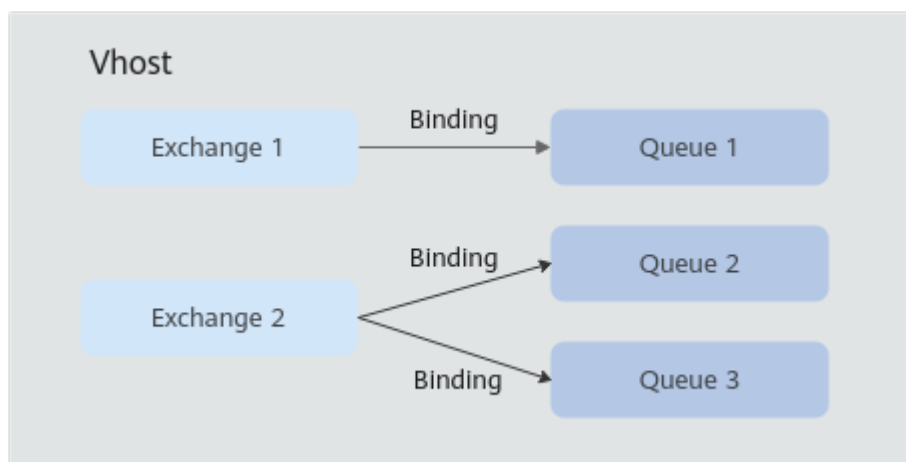 Vhost
Binding
Exchange 1
Queue 1
Binding
Queue 2
Exchange 2
Binding
Queue 3